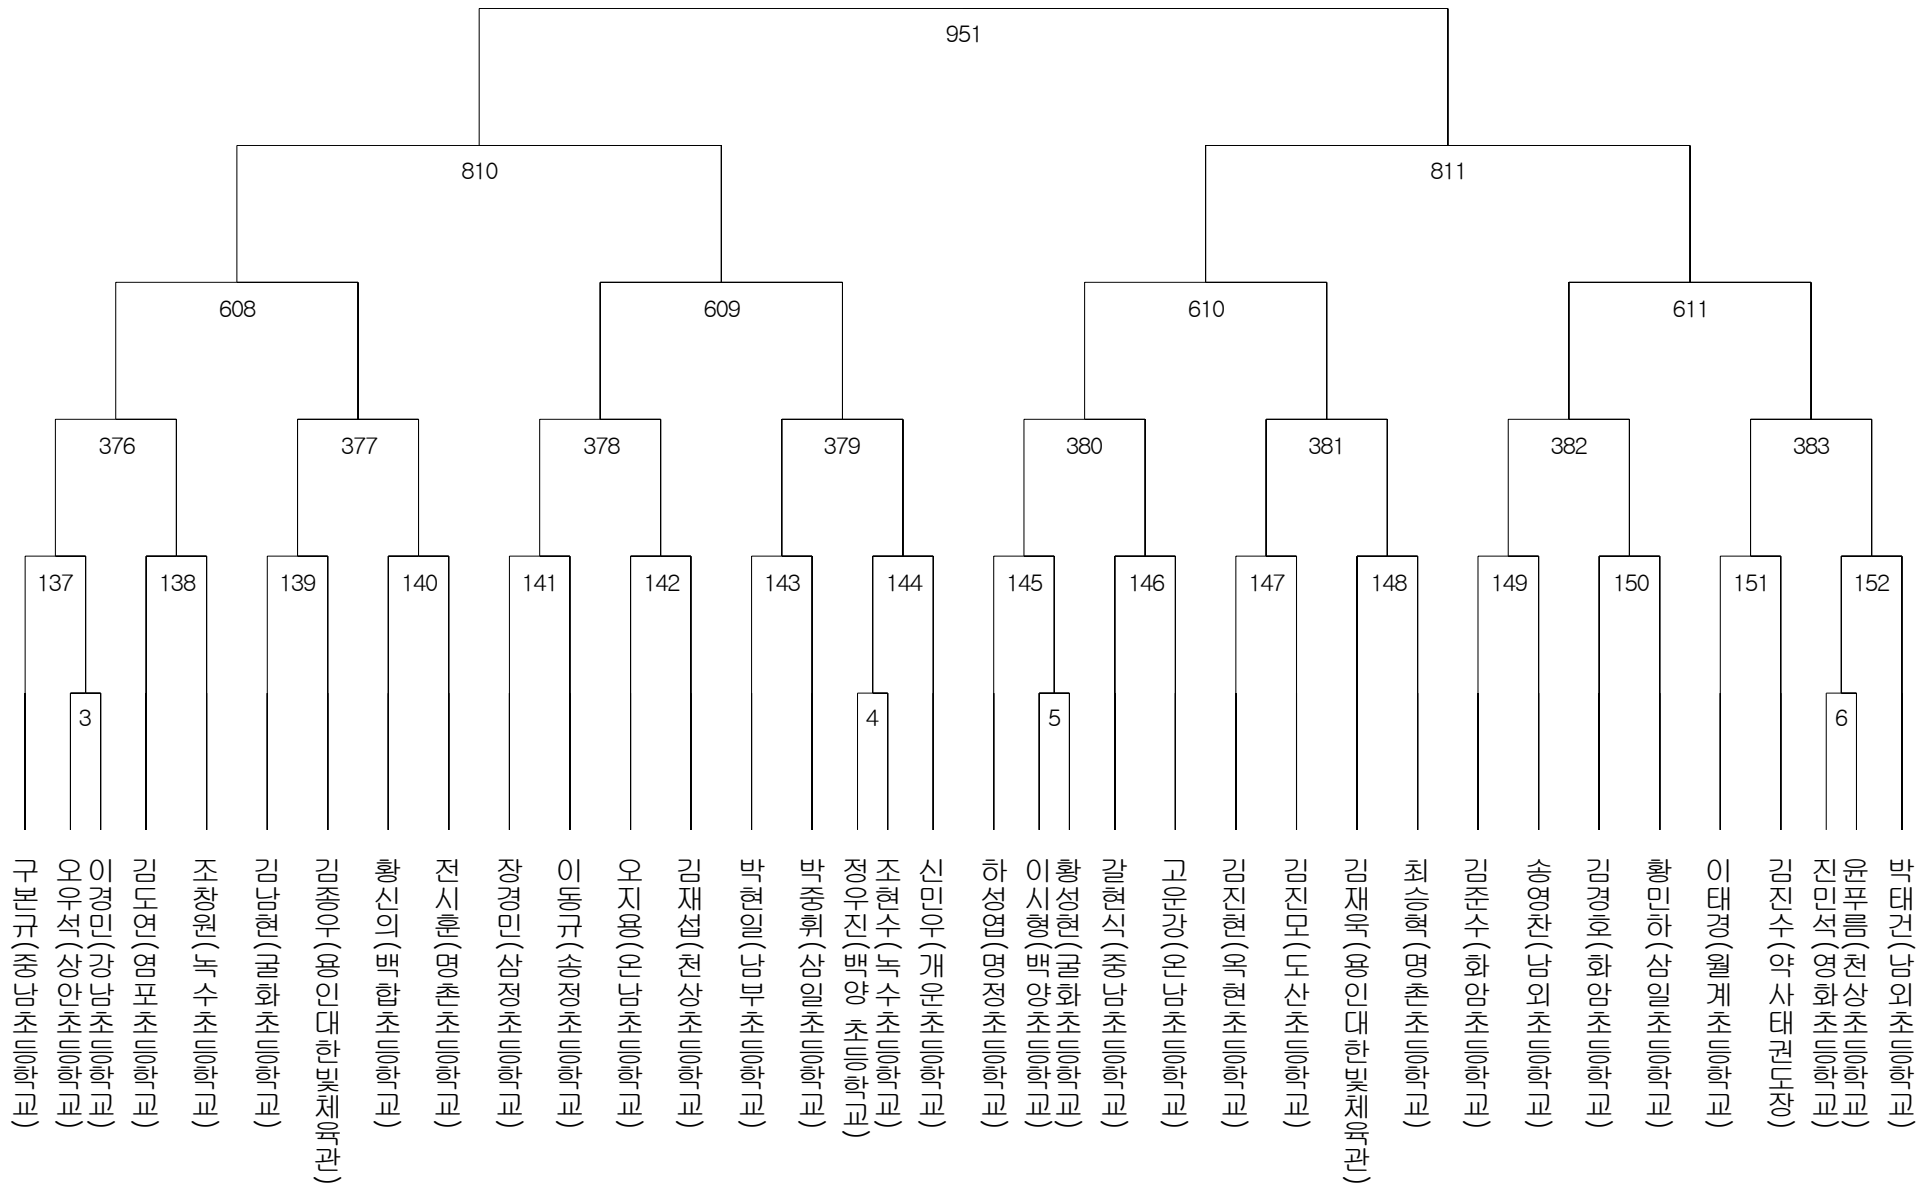 951
810 811
608 609 610 611
376 377 378 379 380 381 382 383
137 138 139 140 141 142 143 144 145 146 147 148 149 150 151 152
3 4 5 6
구본규(중남초등학교)
오우석(상안초등학교)
이경민(강남초등학교)
김도연(염포초등학교)
조창원(녹수초등학교)
김남현(굴화초등학교)
김종우(용인대한빛체육관)
황신의(백합초등학교)
전시훈(명촌초등학교)
장경민(삼정초등학교)
이동규(송정초등학교)
오지용(온남초등학교)
김재섭(천상초등학교)
박현일(남부초등학교)
박중휘(삼일초등학교)
정우진(백양 초등학교)
조현수(녹수초등학교)
신민우(개운초등학교)
하성엽(명정초등학교)
이시형(백양초등학교)
황성현(굴화초등학교)
갈현식(중남초등학교)
고운강(온남초등학교)
김진현(옥현초등학교)
김진모(도산초등학교)
김재욱(용인대한빛체육관)
최승혁(명촌초등학교)
김준수(화암초등학교)
송영찬(남외초등학교)
김경호(화암초등학교)
황민하(삼일초등학교)
이태경(월계초등학교)
김진수(약사태권도장)
진민석(영화초등학교)
윤푸름(천상초등학교)
박태건(남외초등학교)